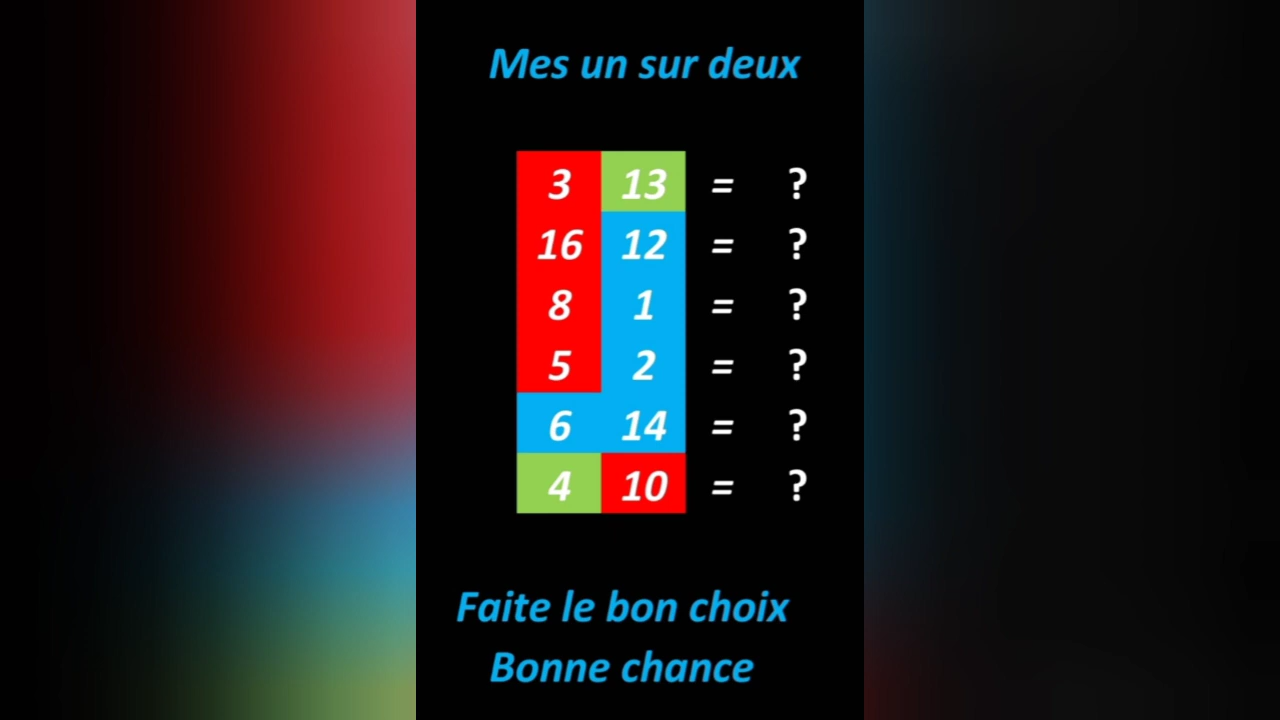 Mes un sur deux
3 13 = ?
16 12 = ?
8 1 = ?
5 2 = ?
6 14 = ?
4 10 = ?
Faite le bon choix
Bonne chance